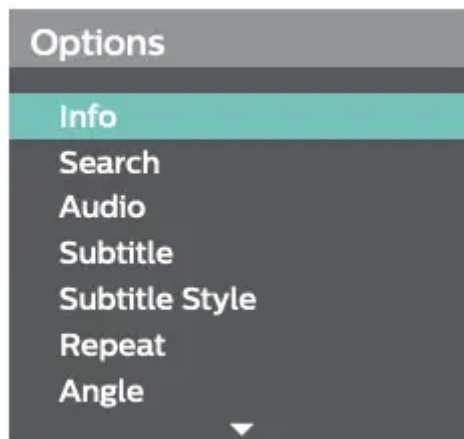 Options
Info
Search
Audio
Subtitle
Subtitle Style
Repeat
Angle